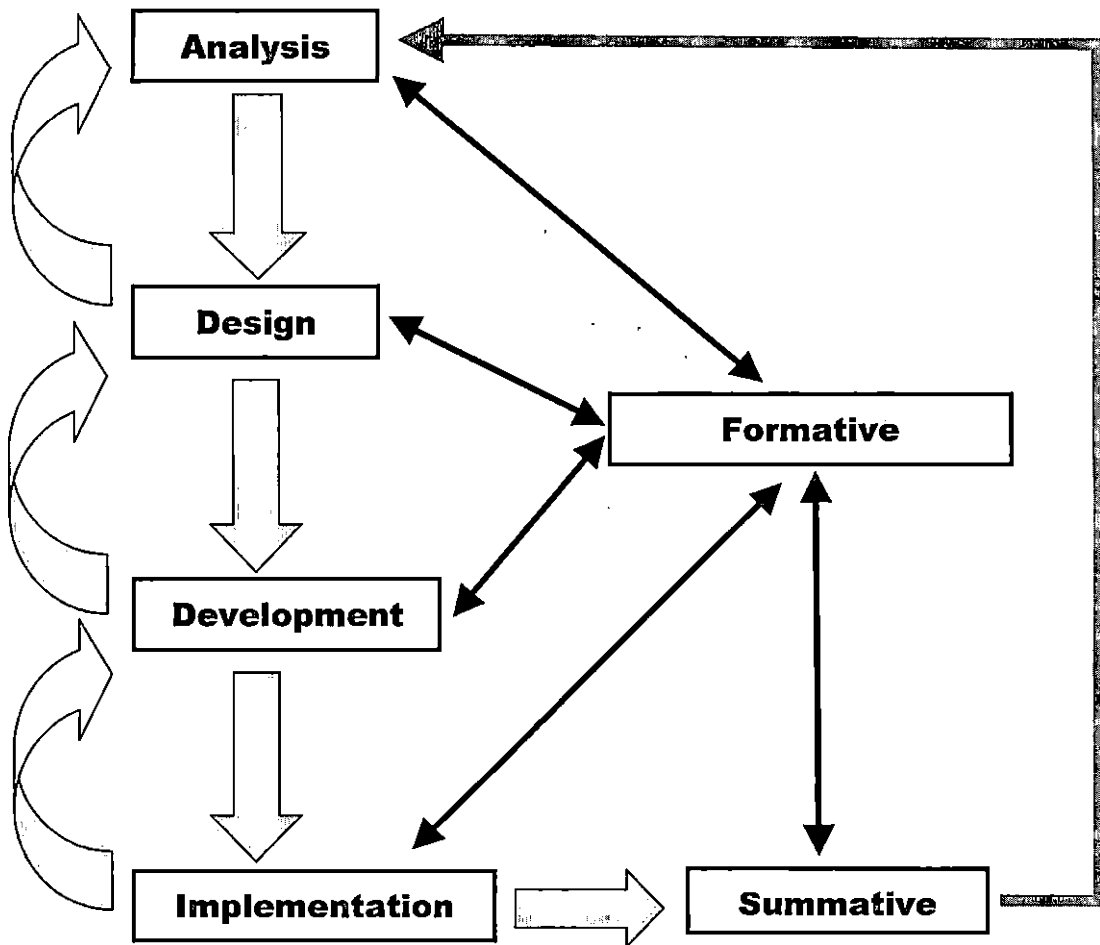 Analysis
Design
Formative
Development
Implementation
Summative